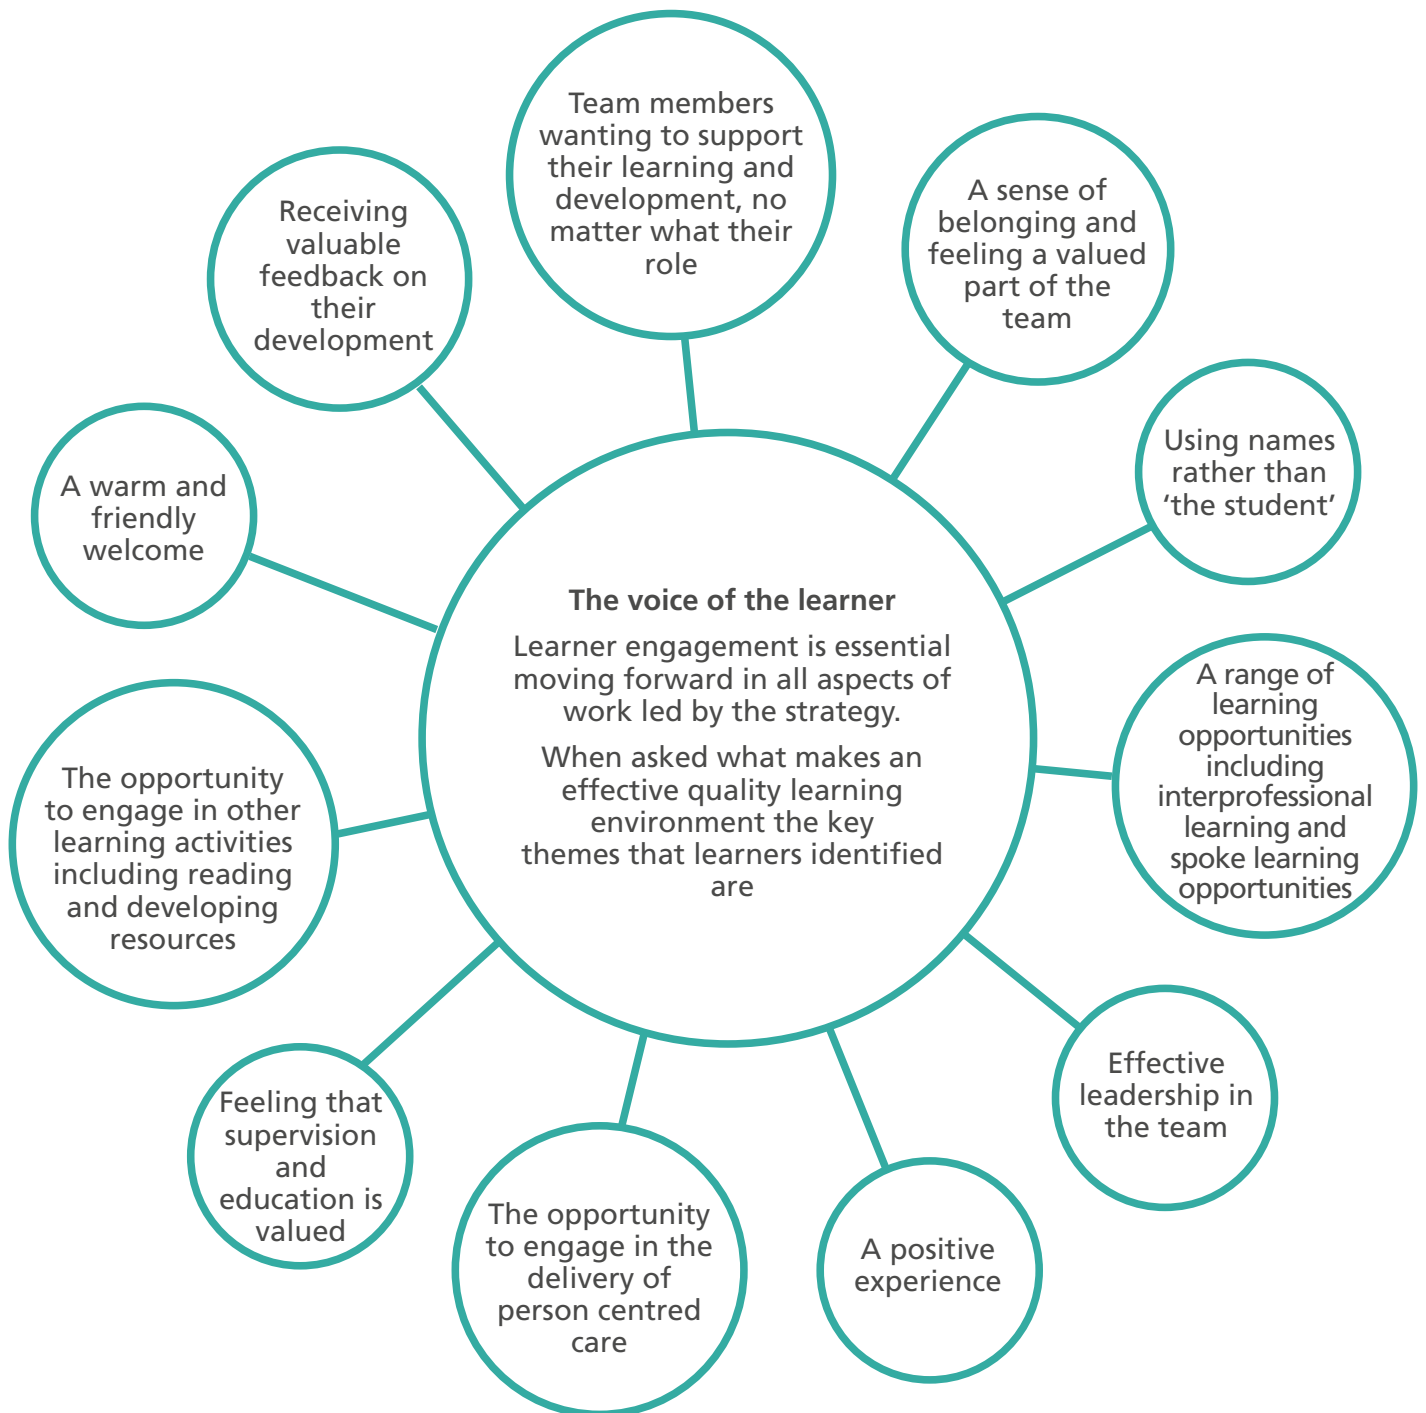 Team members
wanting to support
their learning and
development, no
matter what their
role
A sense of
belonging and
feeling a valued
part of the
team
Using names
rather than
‘the student’
A range of
learning
opportunities
including
interprofessional
learning and
spoke learning
opportunities
Effective
leadership in
the team
A positive
experience
The opportunity
to engage in the
delivery of
person centred
care
Feeling that
supervision
and
education is
valued
The opportunity
to engage in other
learning activities
including reading
and developing
resources
A warm and
friendly
welcome
Receiving
valuable
feedback on
their
development
The voice of the learner
Learner engagement is essential
moving forward in all aspects of
work led by the strategy.
When asked what makes an
effective quality learning
environment the key
themes that learners identified
are